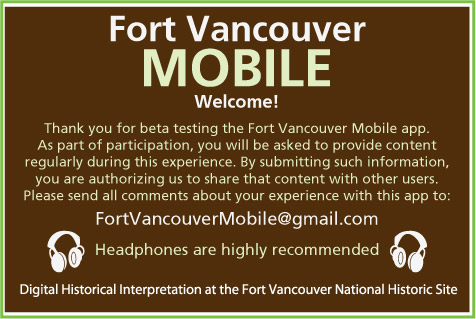 Fort Vancouver
MOBILE
Welcome!
Thank you for beta testing the Fort Vancouver Mobile app.
As part of participation, you will be asked to provide content
regularly during this experience. By submitting such information,
you are authorizing us to share that content with other users.
Please send all comments about your experience with this app to:
FortVancouverMobile@gmail.com
Headphones are highly recommended
Digital Historical Interpretation at the Fort Vancouver National Historic Site